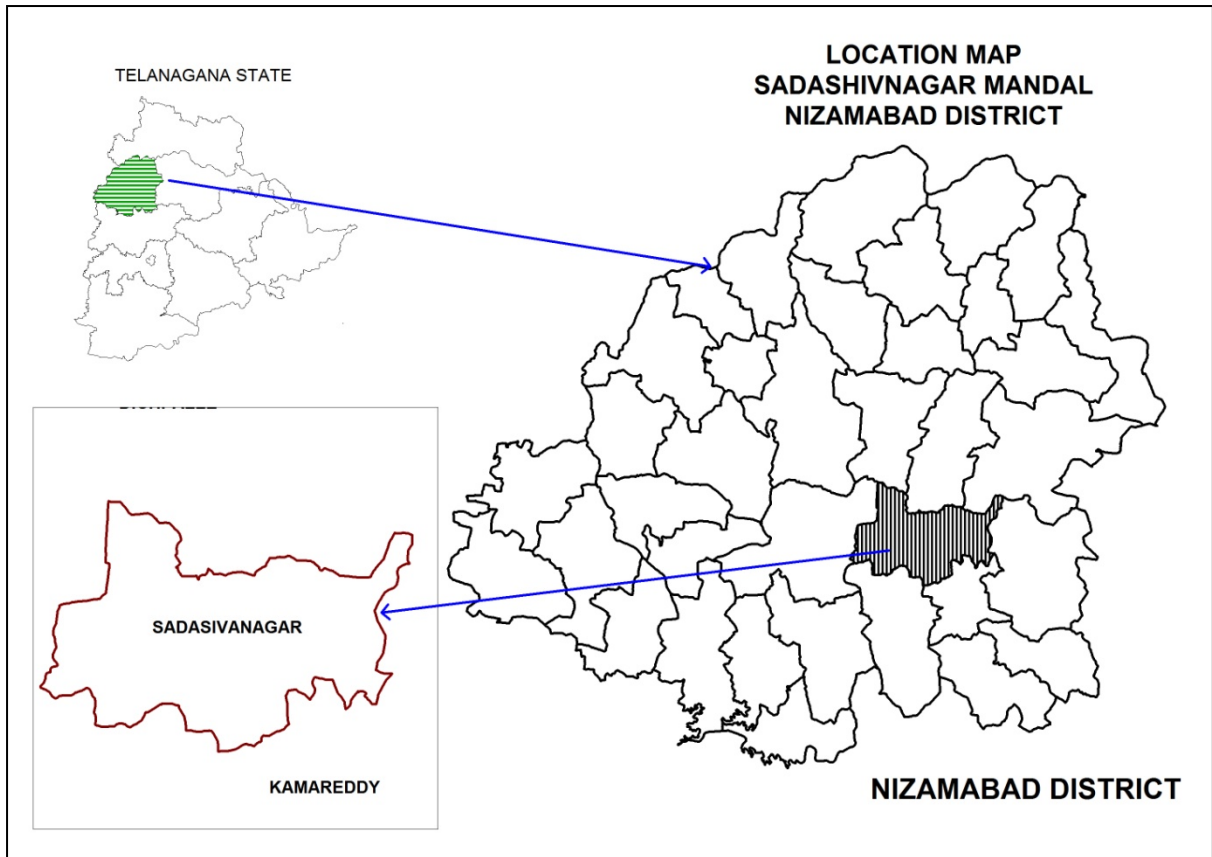 TELANAGANA STATE
LOCATION MAP
SADASHIVNAGAR MANDAL
NIZAMABAD DISTRICT
SADASIVANAGAR
KAMAREDDY
NIZAMABAD DISTRICT